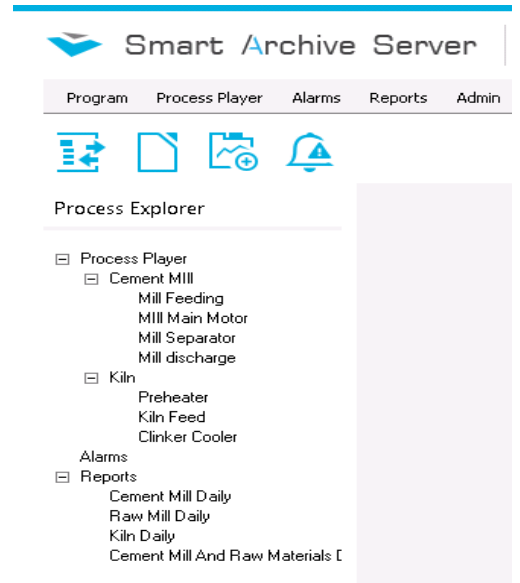 Smart Archive Server
Program Process Player Alarms Reports Admin
Process Explorer
Process Player
Cement MIll
Mill Feeding
MIll Main Motor
Mill Separator
Mill discharge
Kiln
Preheater
Kiln Feed
Clinker Cooler
Alarms
Reports
Cement Mill Daily
Raw Mill Daily
Kiln Daily
Cement Mill And Raw Materials